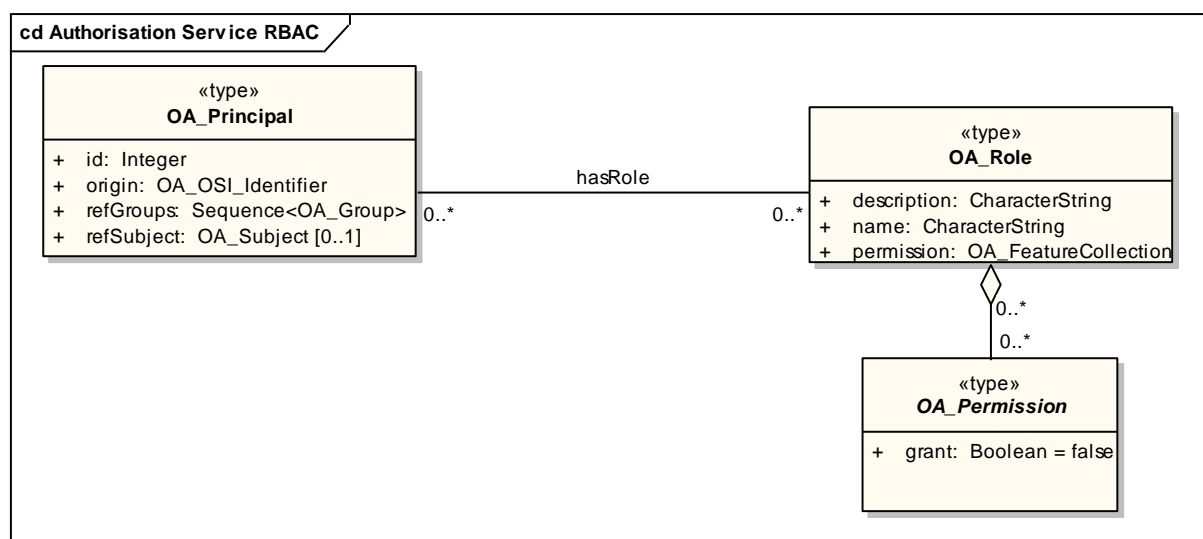 cd Authorisation Service RBAC
«type»
OA_Principal
+ id: Integer
+ origin: OA_OSI_Identifier
+ refGroups: Sequence<OA_Group>
+ refSubject: OA_Subject [0..1]
hasRole
0..*
0..*
«type»
OA_Role
+ description: CharacterString
+ name: CharacterString
+ permission: OA_FeatureCollection
0..*
0..*
«type»
OA_Permission
+ grant: Boolean = false